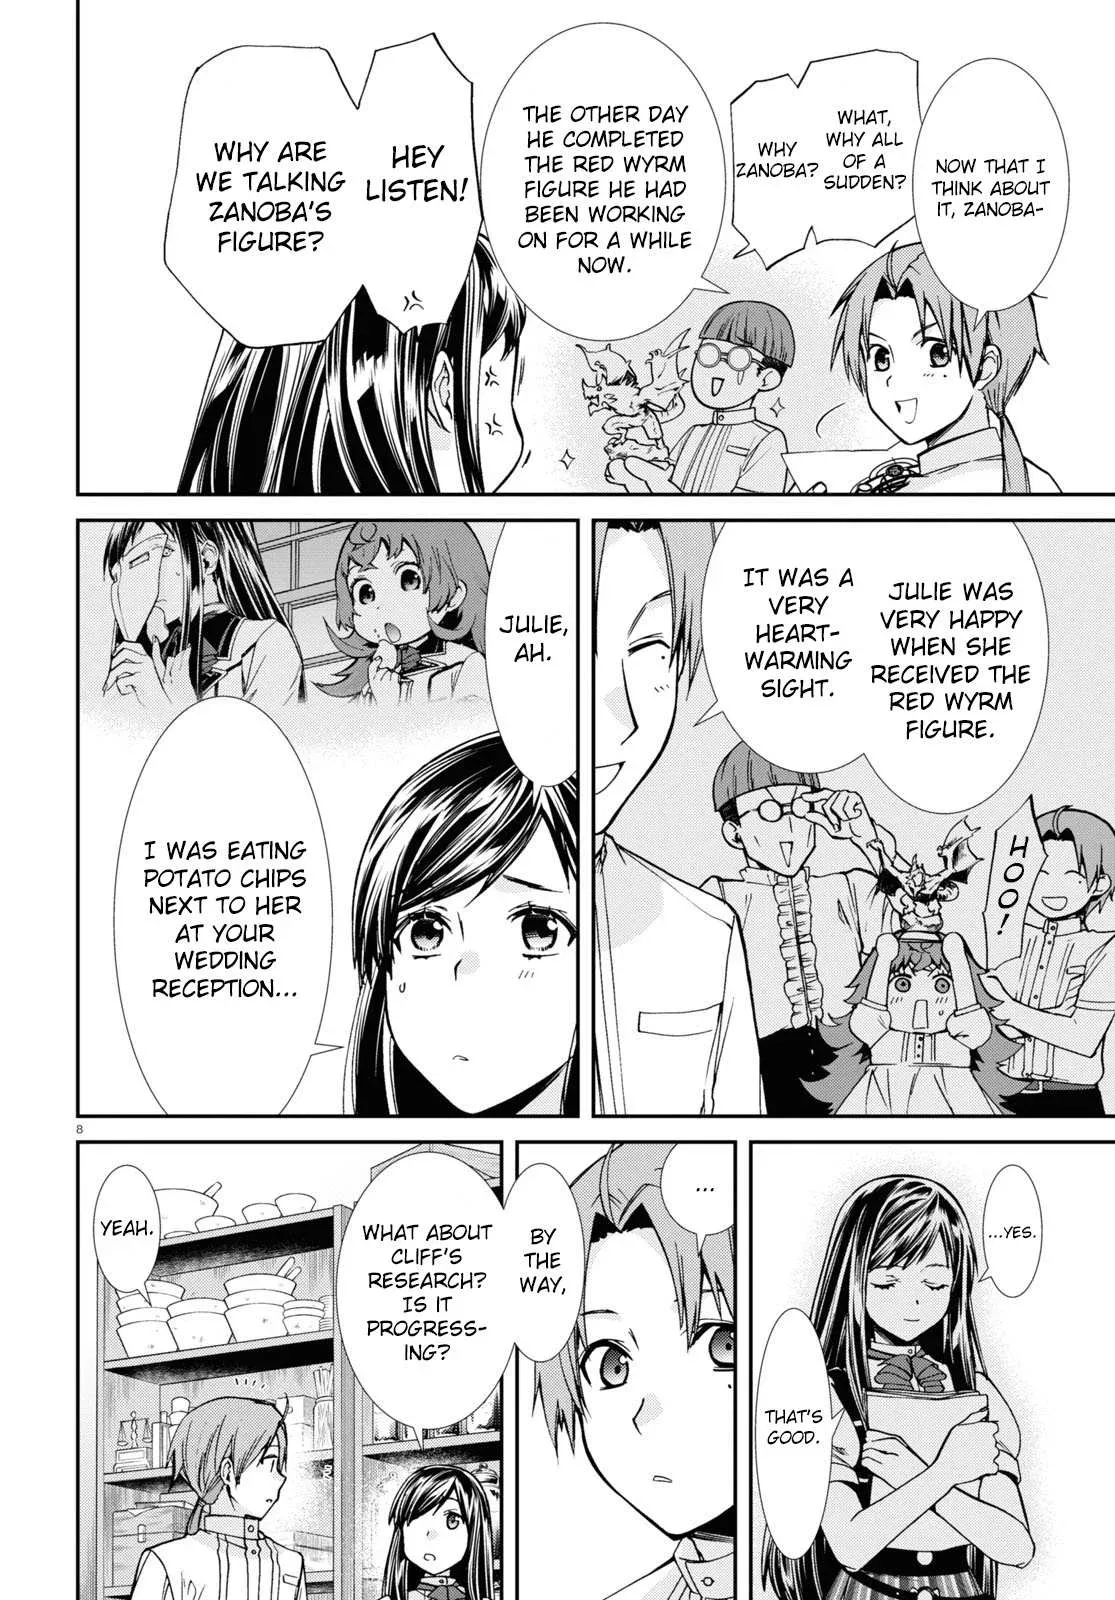 NOW THAT I
THINK ABOUT
IT, ZANOBA-
WHAT,
WHY ALL
OF A
SUDDEN?
WHY
ZANOBA?
THE OTHER DAY
HE COMPLETED
THE RED WYRM
FIGURE HE HAD
BEEN WORKING
ON FOR A WHILE
NOW.
HEY
LISTEN!
WHY ARE
WE TALKING
ZANOBA'S
FIGURE?
JULIE WAS
VERY HAPPY
WHEN SHE
RECEIVED THE
RED WYRM
FIGURE.
IT WAS A
VERY
HEART-
WARMING
SIGHT.
HOO!
JULIE,
AH.
I WAS EATING
POTATO CHIPS
NEXT TO HER
AT YOUR
WEDDING
RECEPTION...
8
...YES.
THAT'S
GOOD.
...
BY
THE
WAY,
WHAT ABOUT
CLIFF'S
RESEARCH?
IS IT
PROGRESS-
ING?
YEAH.